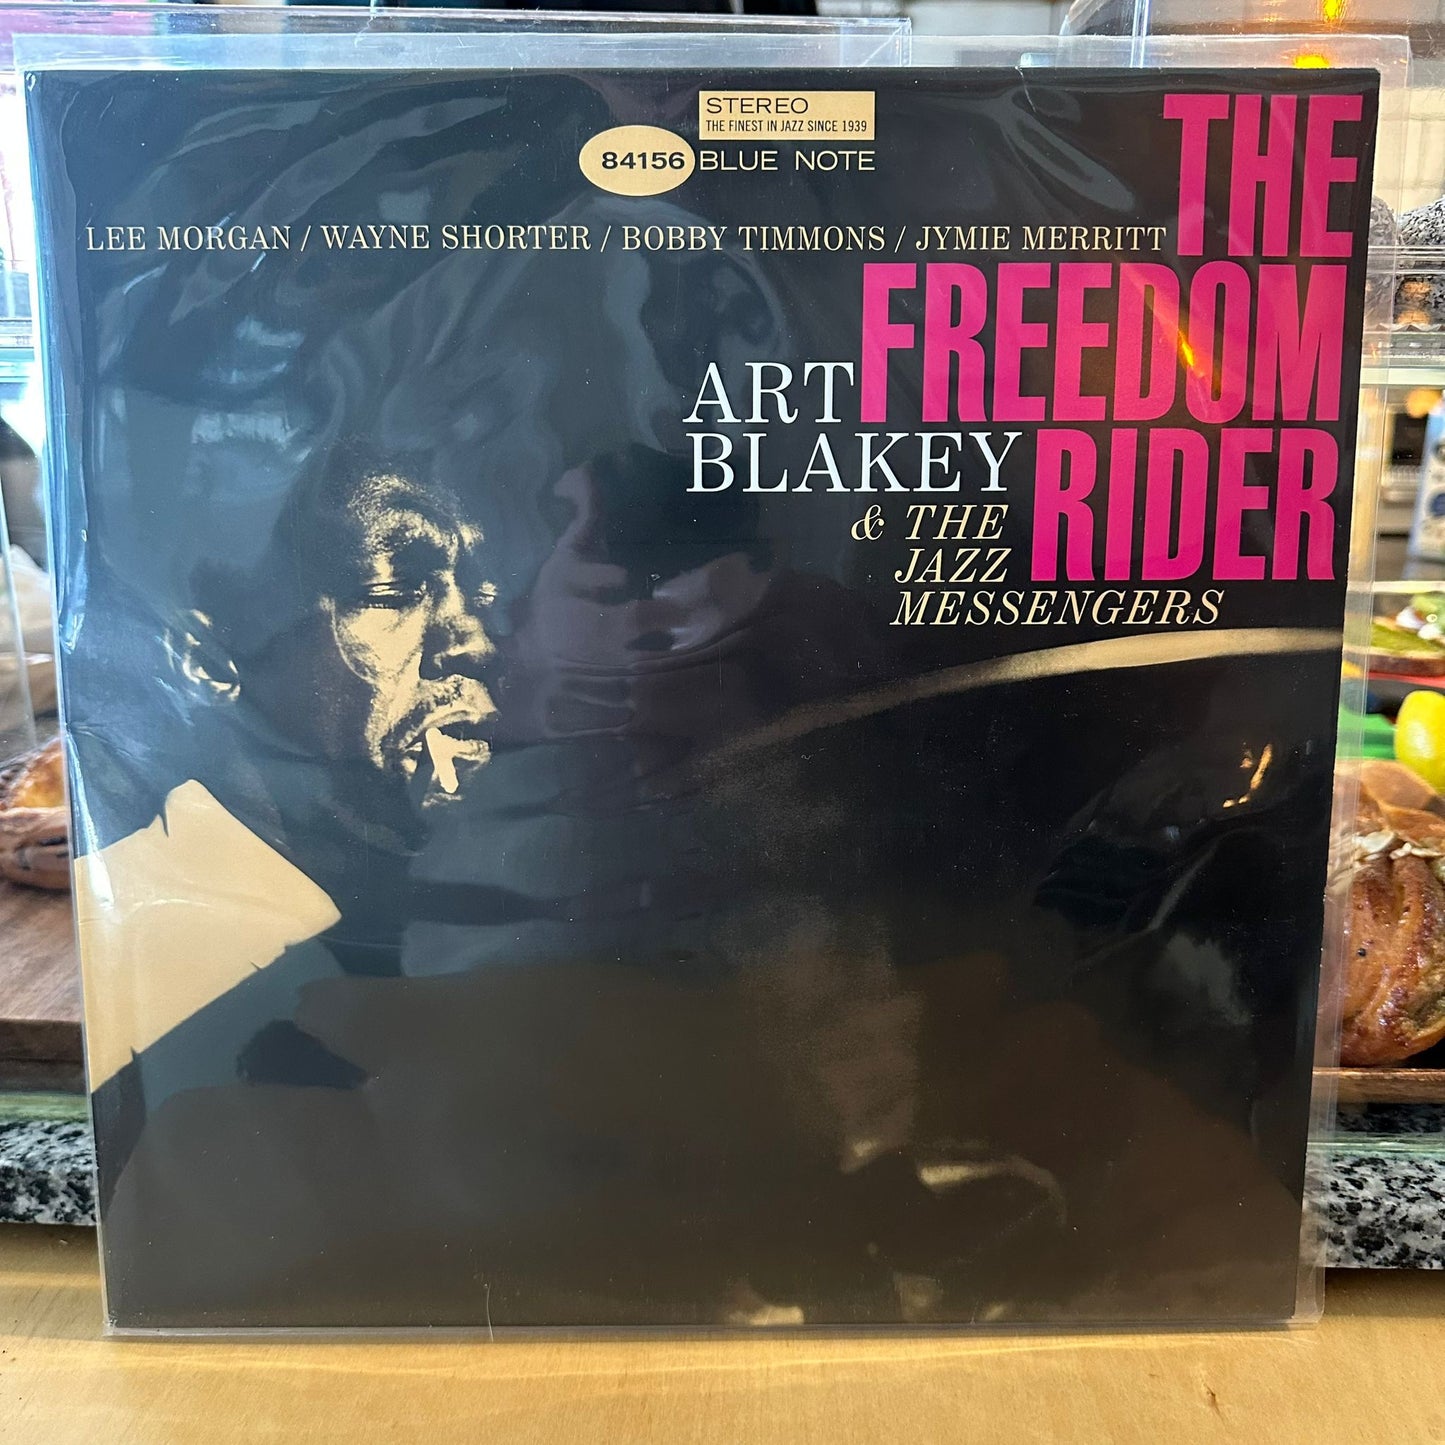 STEREO
THE FINEST IN JAZZ SINCE 1939
84156 BLUE NOTE
LEE MORGAN / WAYNE SHORTER / BOBBY TIMMONS / JYMIE MERRITT
THE
FREEDOM
RIDER
ART
BLAKEY
& THE
JAZZ
MESSENGERS